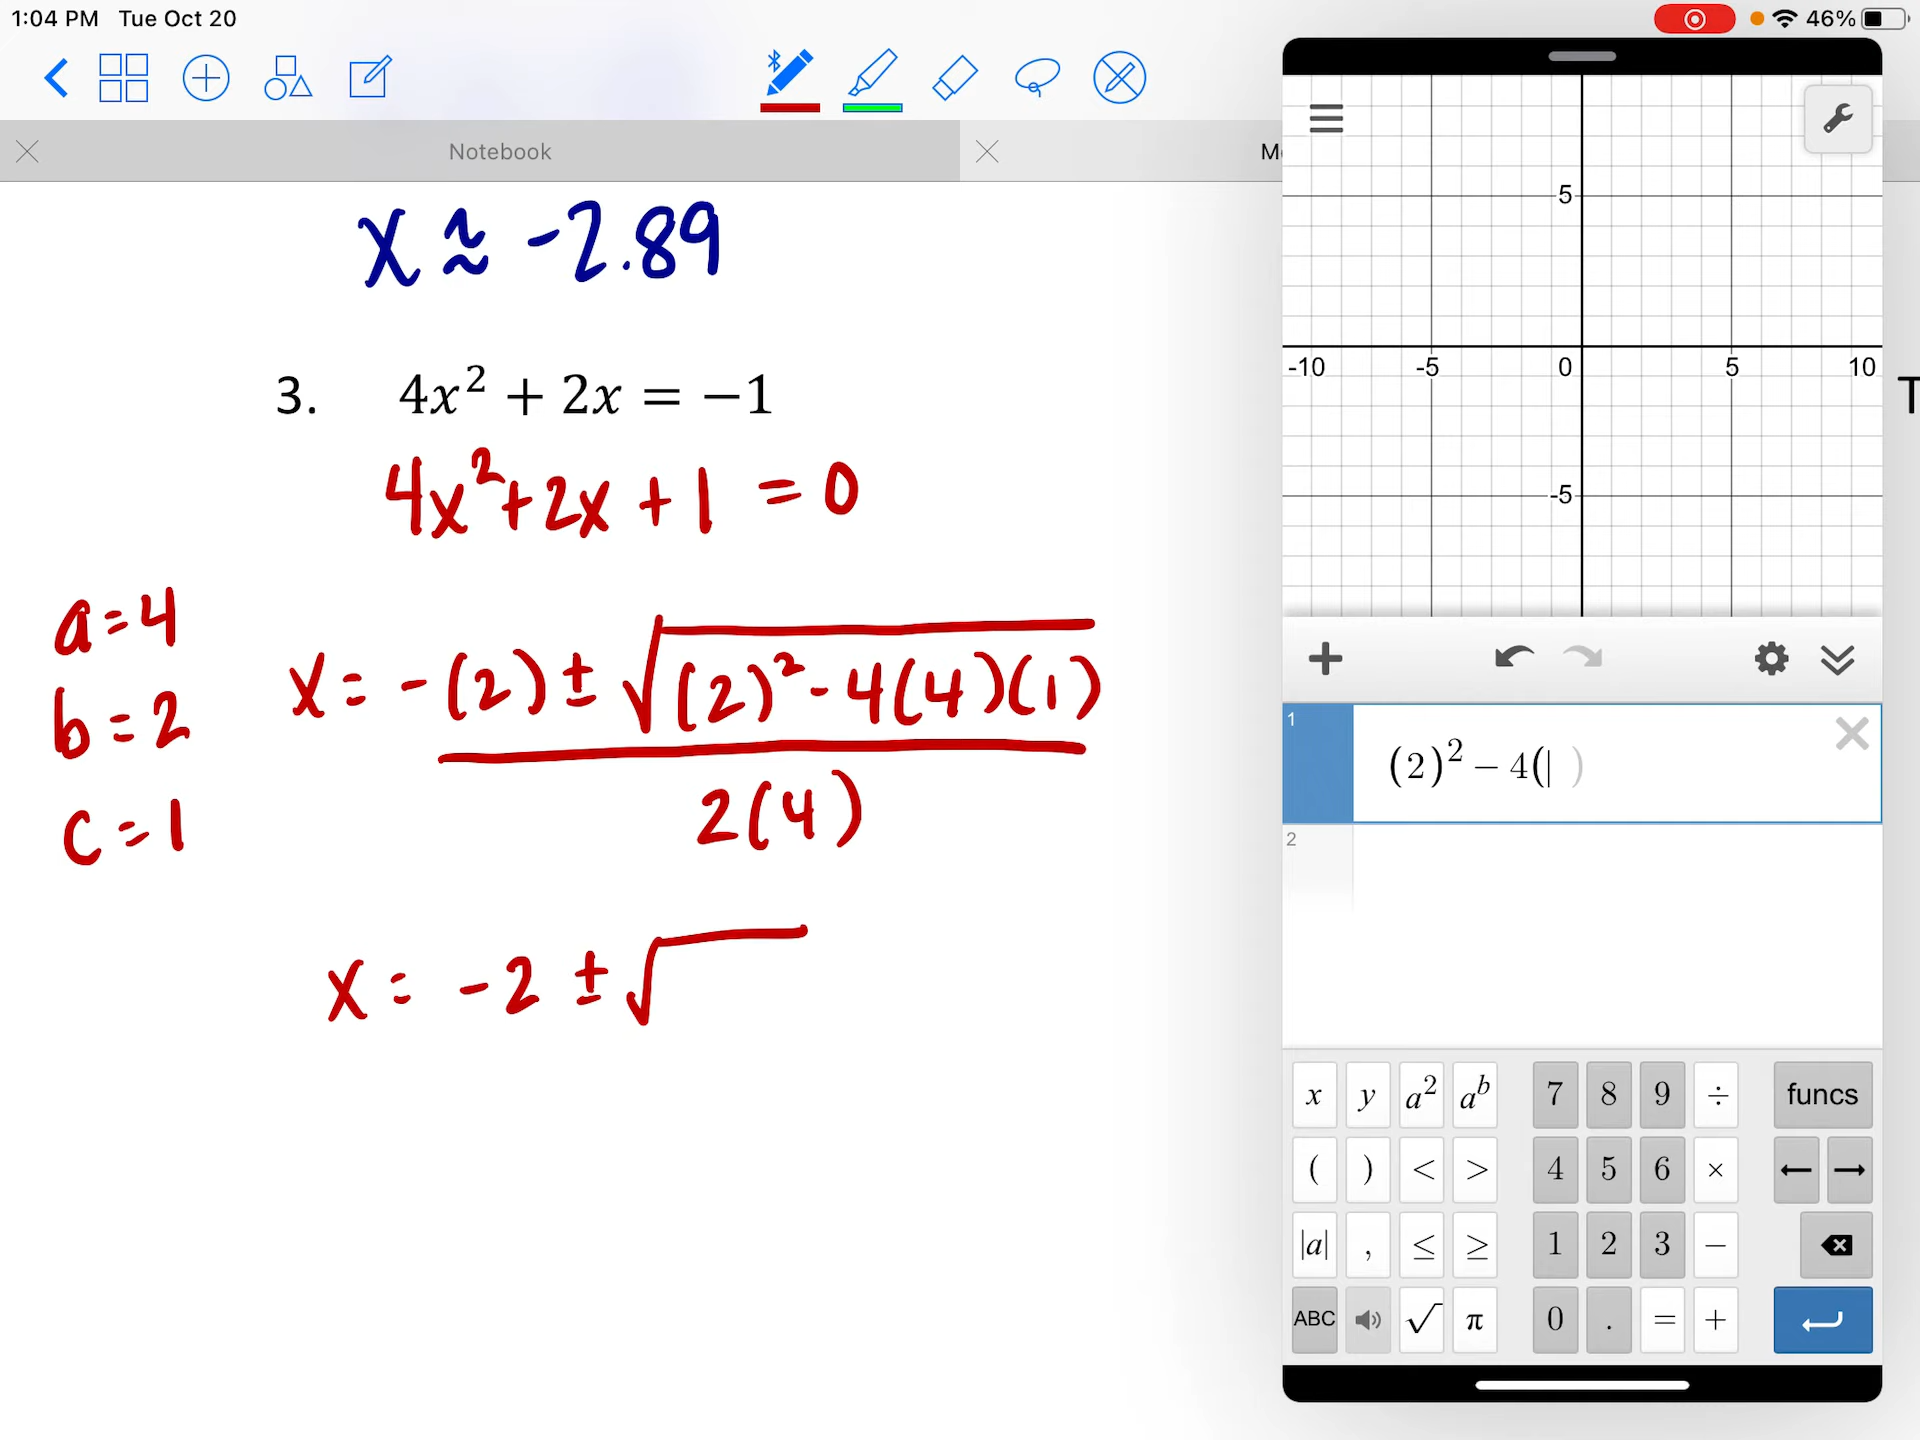 1:04 PM Tue Oct 20
46%
Notebook
x ≈ -2.89
3. 4x² + 2x = −1
4x² + 2x + 1 = 0
a = 4
b = 2
c = 1
x = -(2) ± √(2)² - 4(4)(1)
2(4)
x = -2 ± √
T
5
-10 -5 0 5 10
-5
1
(2)² − 4( )
2
x y a² aᵇ 7 8 9 ÷ funcs
( ) < > 4 5 6 × ← →
|a| , ≤ ≥ 1 2 3 −
ABC √ π 0 . = +